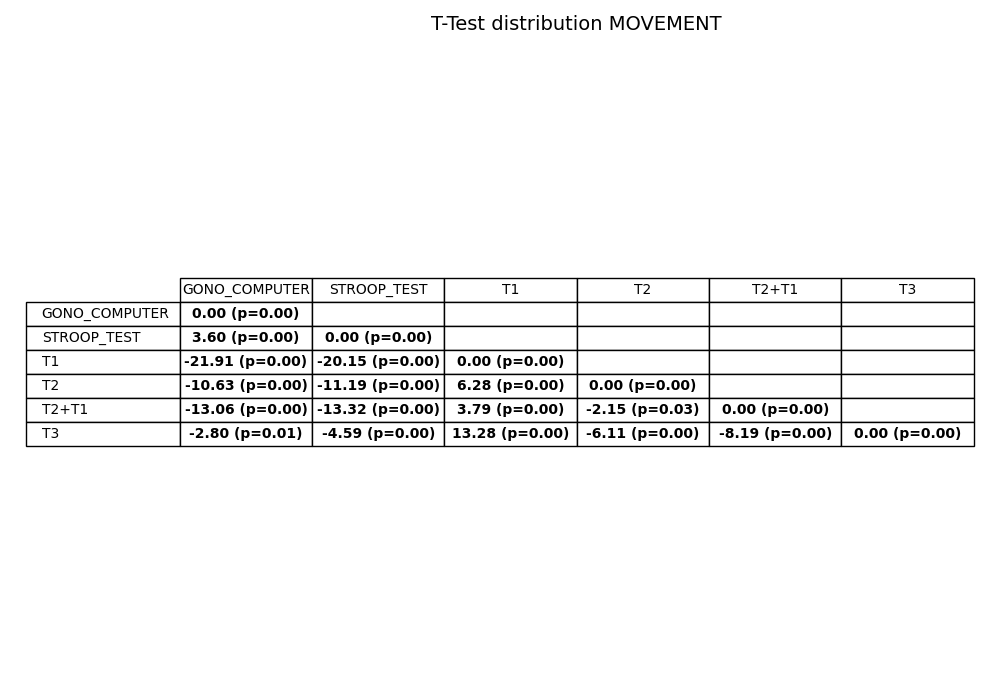 T-Test distribution MOVEMENT
GONO_COMPUTER STROOP_TEST T1 T2 T2+T1 T3
GONO_COMPUTER 0.00 (p=0.00)
STROOP_TEST 3.60 (p=0.00) 0.00 (p=0.00)
T1 -21.91 (p=0.00) -20.15 (p=0.00) 0.00 (p=0.00)
T2 -10.63 (p=0.00) -11.19 (p=0.00) 6.28 (p=0.00) 0.00 (p=0.00)
T2+T1 -13.06 (p=0.00) -13.32 (p=0.00) 3.79 (p=0.00) -2.15 (p=0.03) 0.00 (p=0.00)
T3 -2.80 (p=0.01) -4.59 (p=0.00) 13.28 (p=0.00) -6.11 (p=0.00) -8.19 (p=0.00) 0.00 (p=0.00)